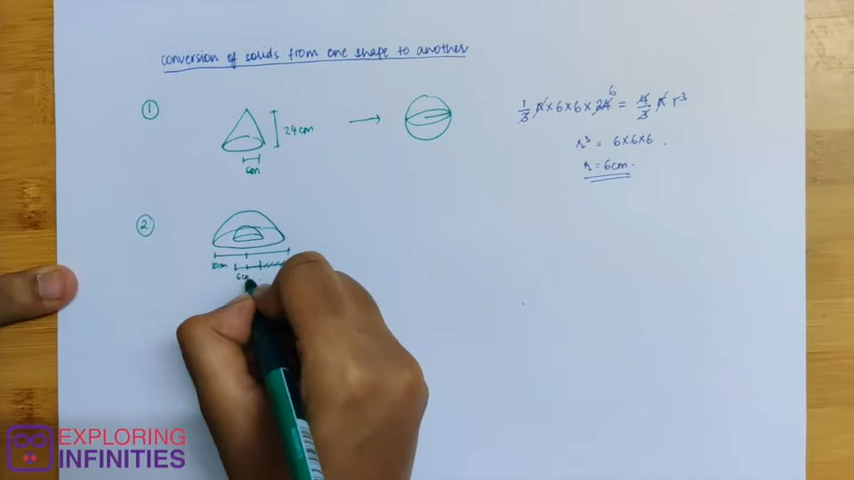 conversion of solids from one shape to another
①
24cm
6cm
1/3 π × 6 × 6 × 24 6 = 4/3 π r³
r³ = 6×6×6 .
r = 6cm.
②
10cm
6cm
EXPLORING
INFINITIES